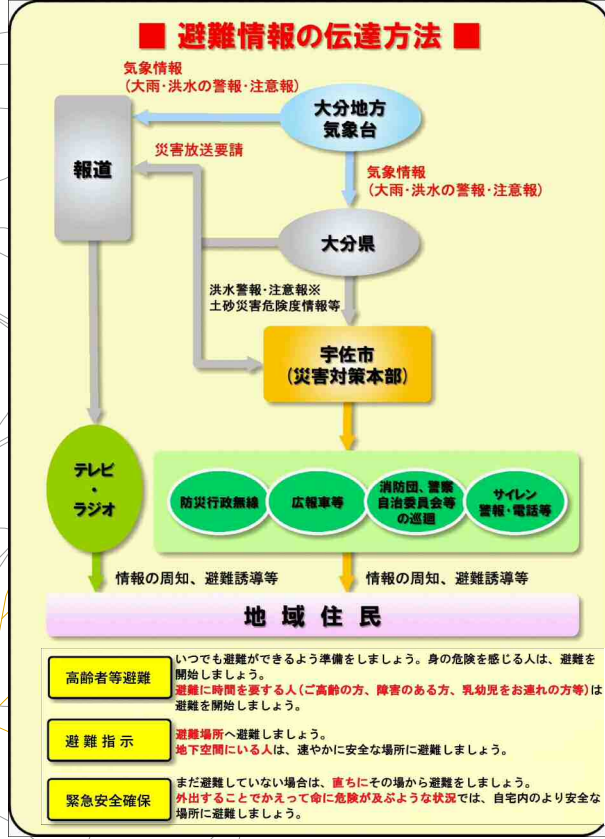 ■ 避難情報の伝達方法 ■
気象情報
(大雨・洪水の警報・注意報)
大分地方
気象台
報道
災害放送要請
気象情報
(大雨・洪水の警報・注意報)
大分県
洪水警報・注意報※
土砂災害危険度情報等
宇佐市
(災害対策本部)
テレビ
・
ラジオ
防災行政無線
広報車等
消防団、警察
自治委員会等
の巡廻
サイレン
警報・電話等
情報の周知、避難誘導等
情報の周知、避難誘導等
地域住民
高齢者等避難
いつでも避難ができるよう準備をしましょう。身の危険を感じる人は、避難を
開始しましょう。
避難に時間を要する人(ご高齢の方、障害のある方、乳幼児をお連れの方等)は
避難を開始しましょう。
避難指示
避難場所へ避難しましょう。
地下空間にいる人は、速やかに安全な場所に避難しましょう。
緊急安全確保
まだ避難していない場合は、直ちにその場から避難をしましょう。
外出することでかえって命に危険が及ぶような状況では、自宅内のより安全な
場所に避難しましょう。